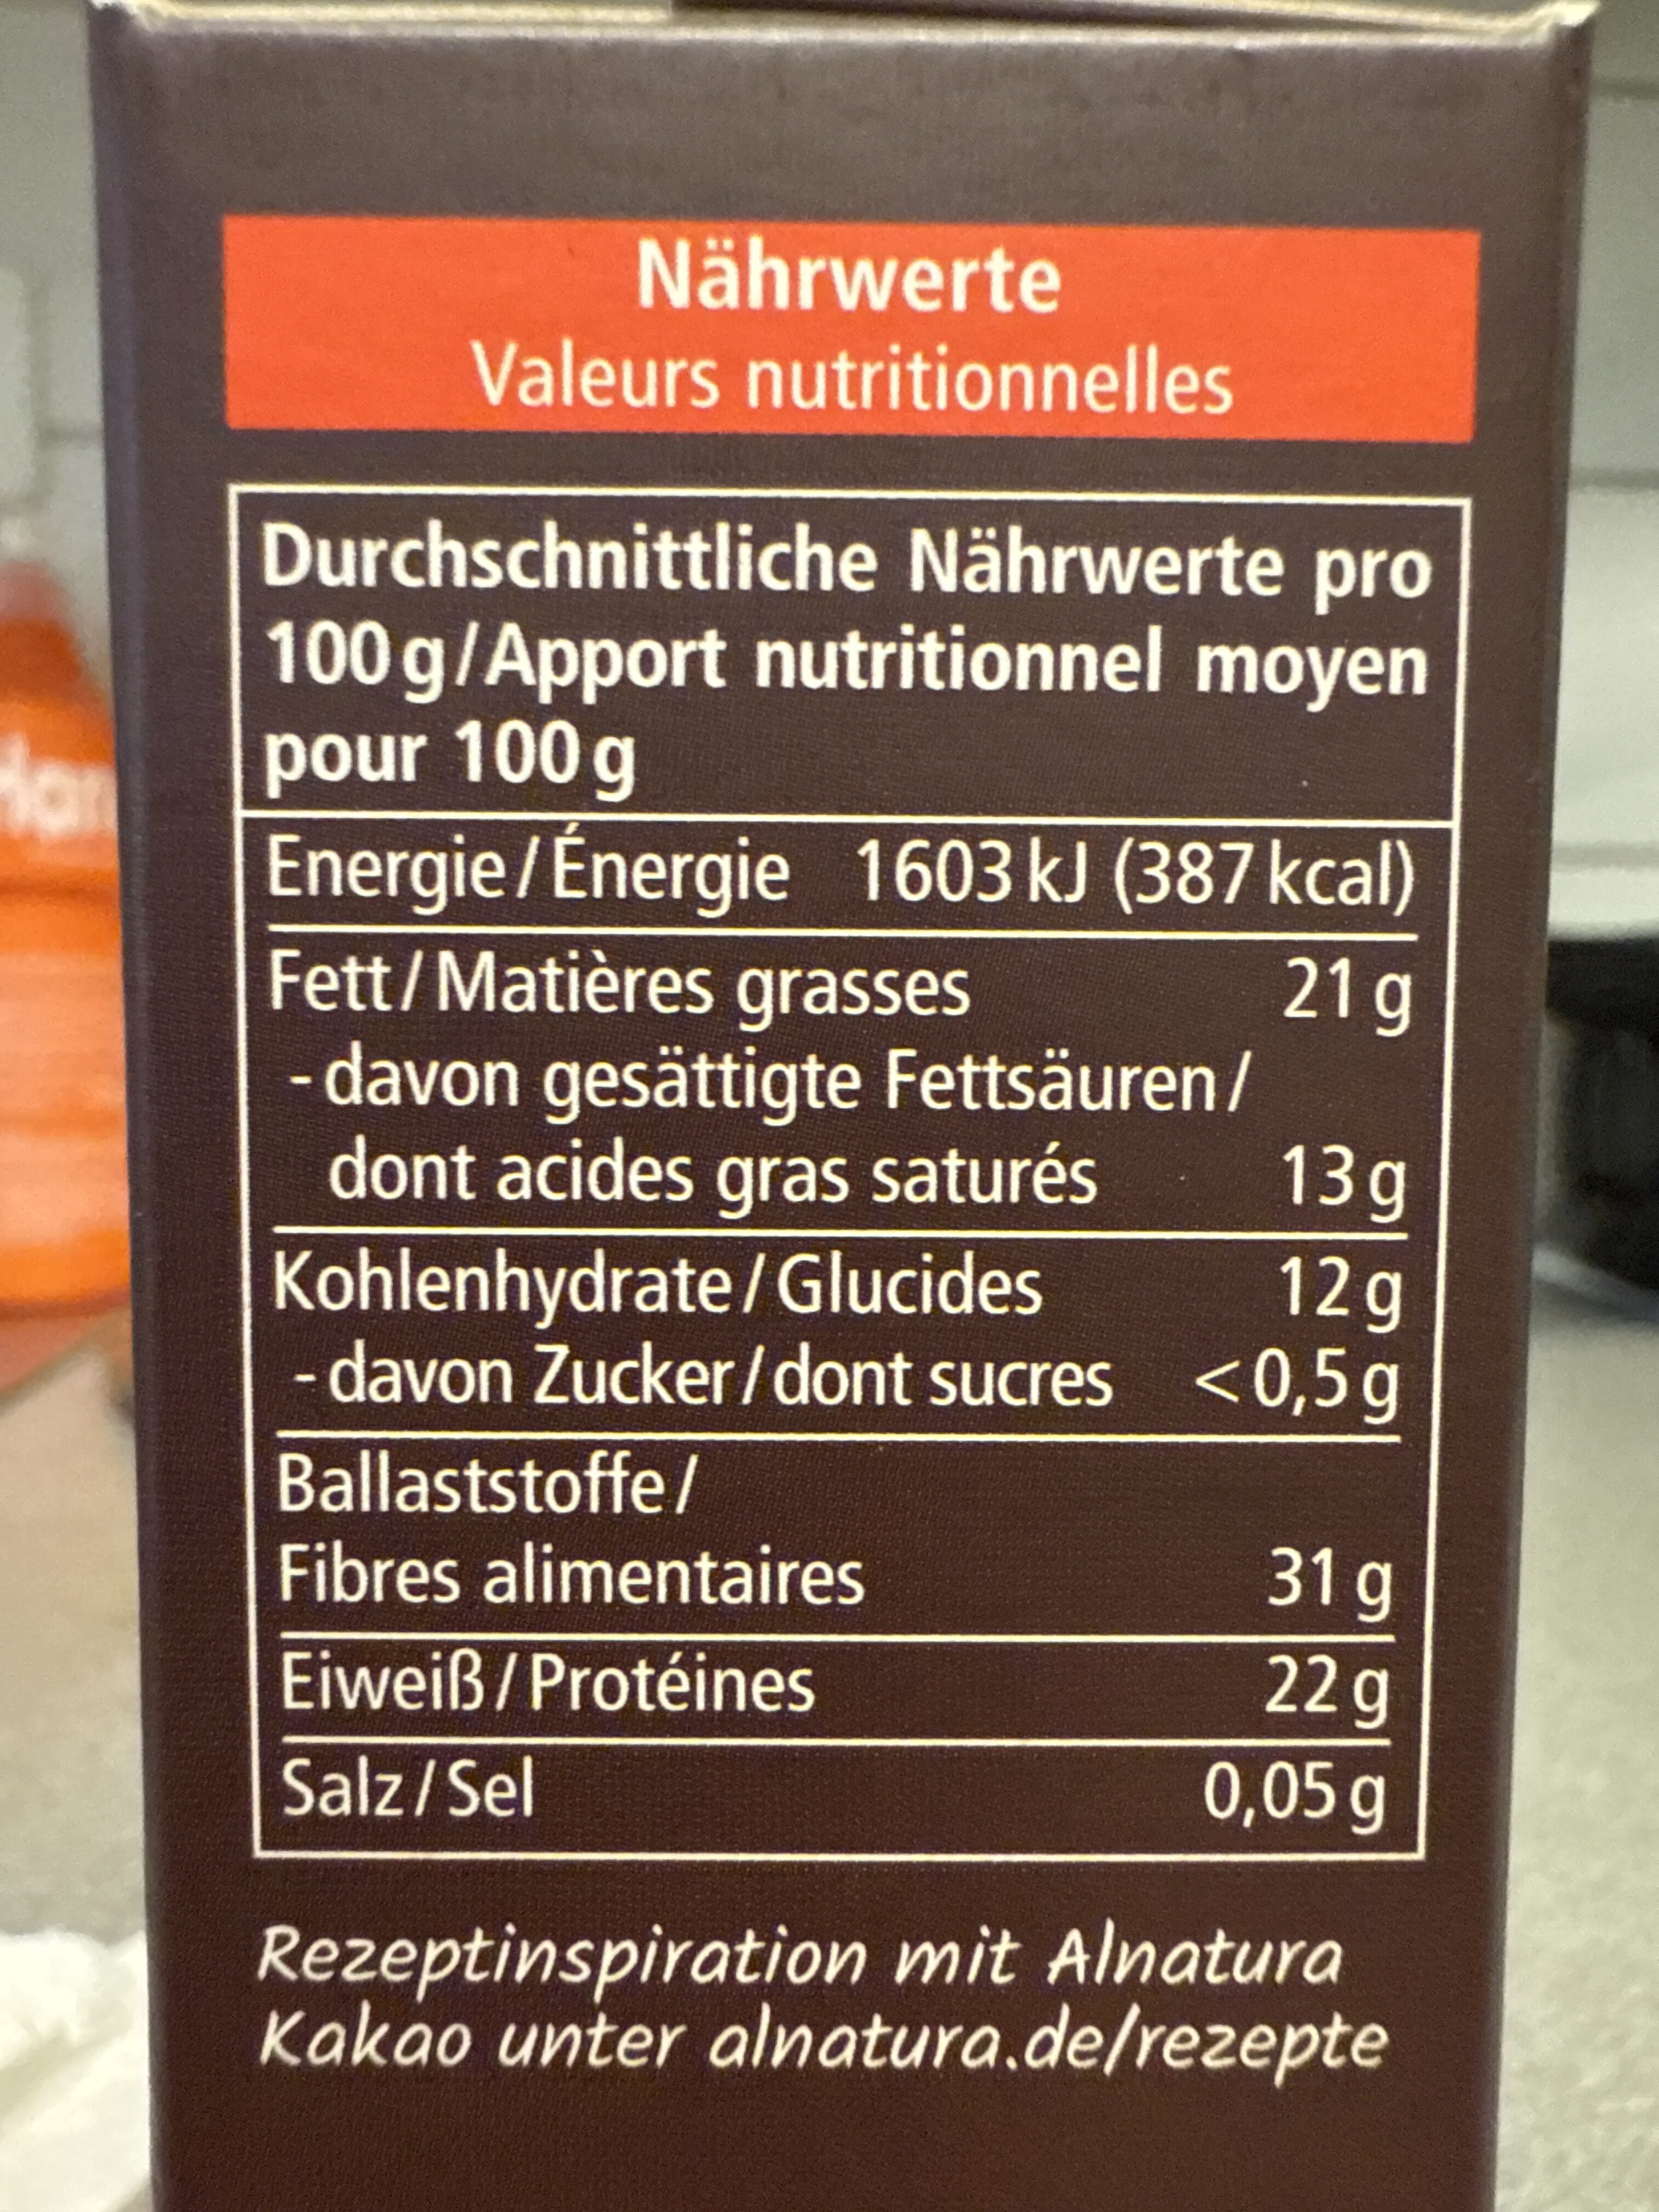 Nährwerte
Valeurs nutritionnelles
Durchschnittliche Nährwerte pro
100 g/Apport nutritionnel moyen
pour 100 g
Energie/Énergie 1603 kJ (387 kcal)
Fett/Matières grasses 21 g
- davon gesättigte Fettsäuren/
dont acides gras saturés 13 g
Kohlenhydrate/Glucides 12 g
- davon Zucker/dont sucres <0,5 g
Ballaststoffe/
Fibres alimentaires 31 g
Eiweiß/Protéines 22 g
Salz/Sel 0,05 g
Rezeptinspiration mit Alnatura
Kakao unter alnatura.de/rezepte